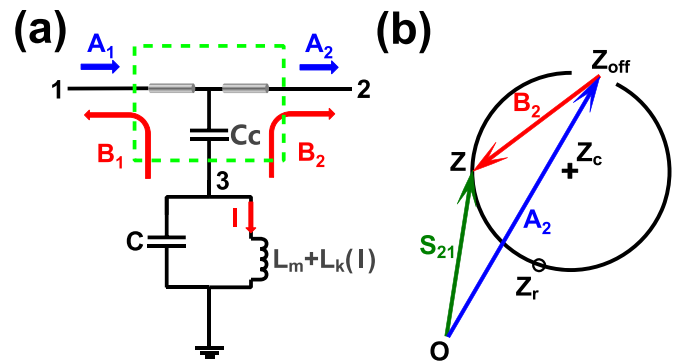 (a)
A1 A2
1 2
Cc
B1 B2
3
I
C
Lm+Lk(I)
(b)
Zoff
B2
Z
Zc
A2
S21
Zr
O